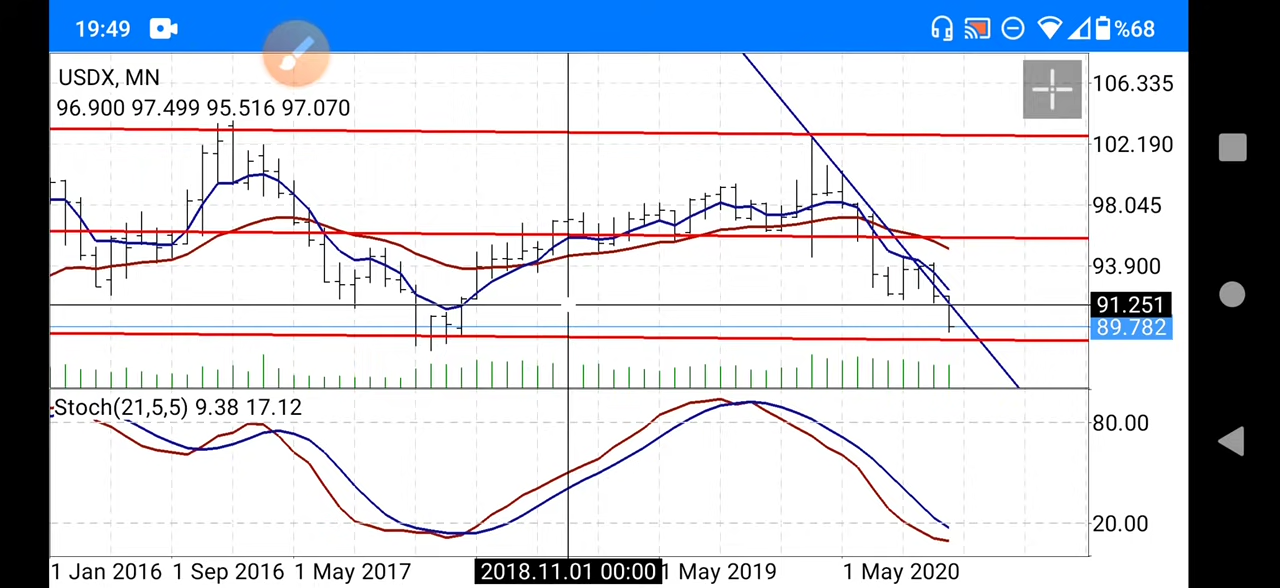 19:49 %68
USDX, MN
96.900 97.499 95.516 97.070
106.335
102.190
98.045
93.900
91.251
89.782
Stoch(21,5,5) 9.38 17.12
80.00
20.00
1 Jan 2016 1 Sep 2016 1 May 2017 2018.11.01 00:00 1 May 2019 1 May 2020